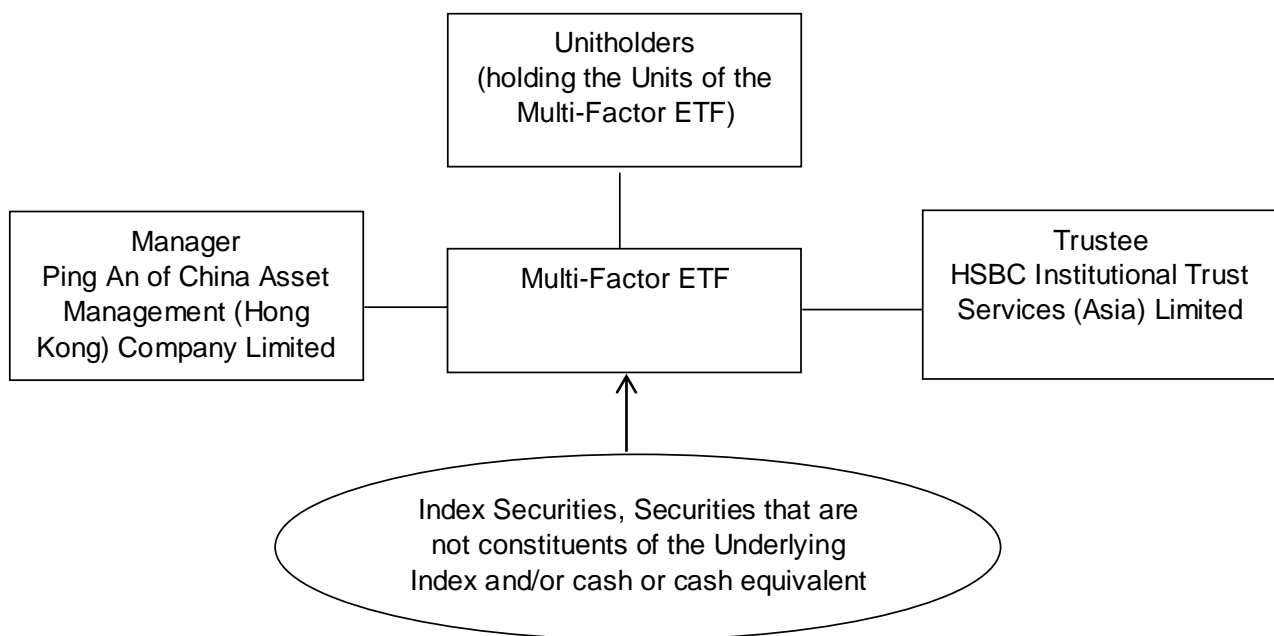 Unitholders
(holding the Units of the
Multi-Factor ETF)
Manager
Ping An of China Asset
Management (Hong
Kong) Company Limited
Multi-Factor ETF
Trustee
HSBC Institutional Trust
Services (Asia) Limited
Index Securities, Securities that are
not constituents of the Underlying
Index and/or cash or cash equivalent